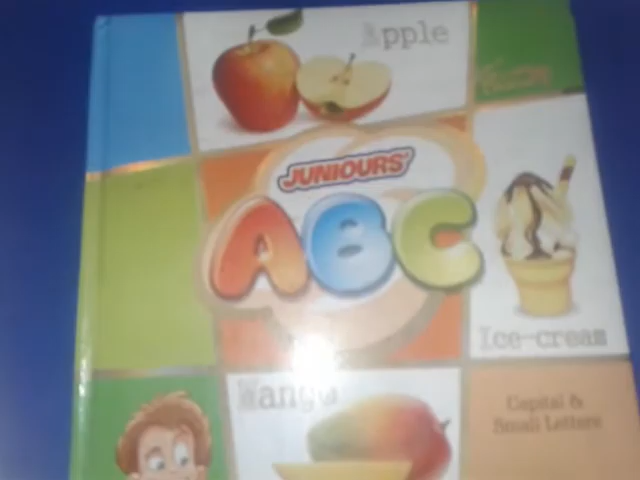 Apple
JUNIOURS'
ABC
Ice-cream
Mango
Capital &
Small Letters